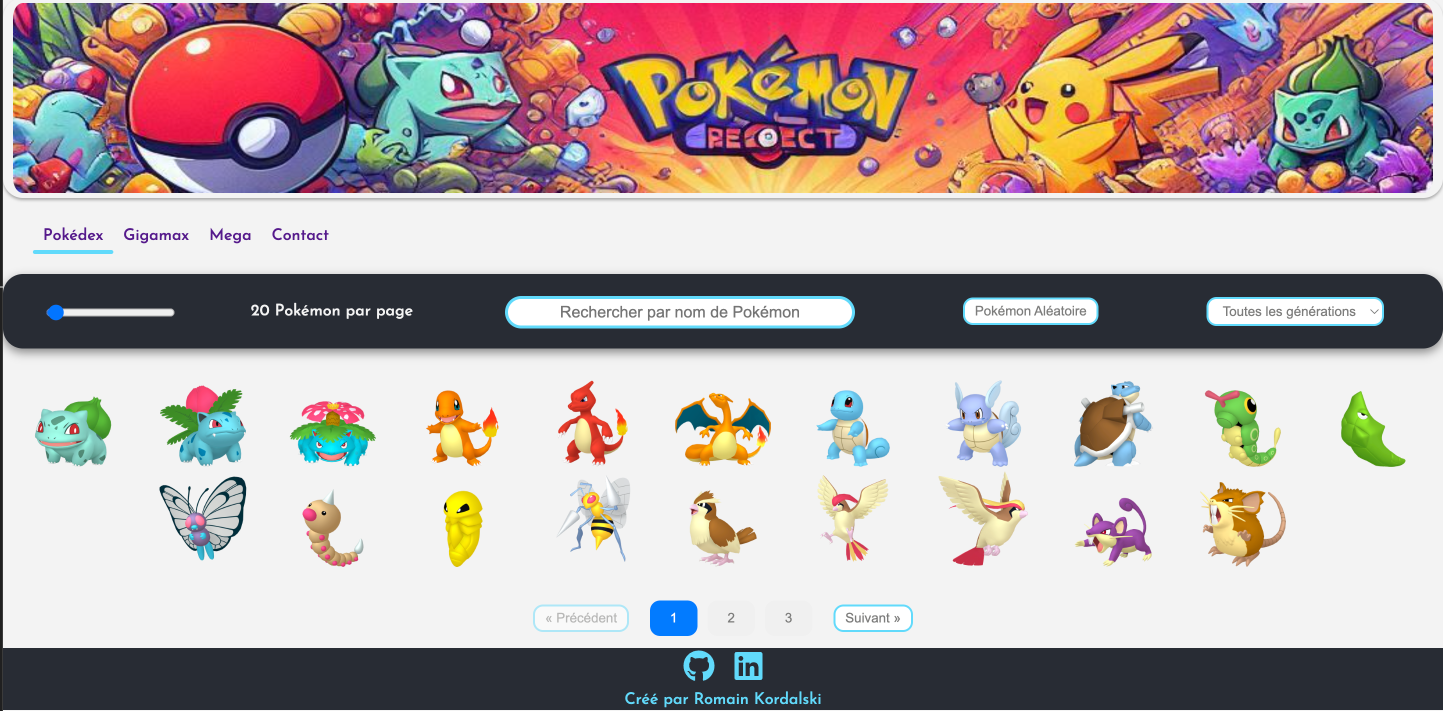 POKÉMON
Pokédex Gigamax Mega Contact
20 Pokémon par page
Rechercher par nom de Pokémon
Pokémon Aléatoire
Toutes les générations
« Précédent 1 2 3 Suivant »
in
Créé par Romain Kordalski